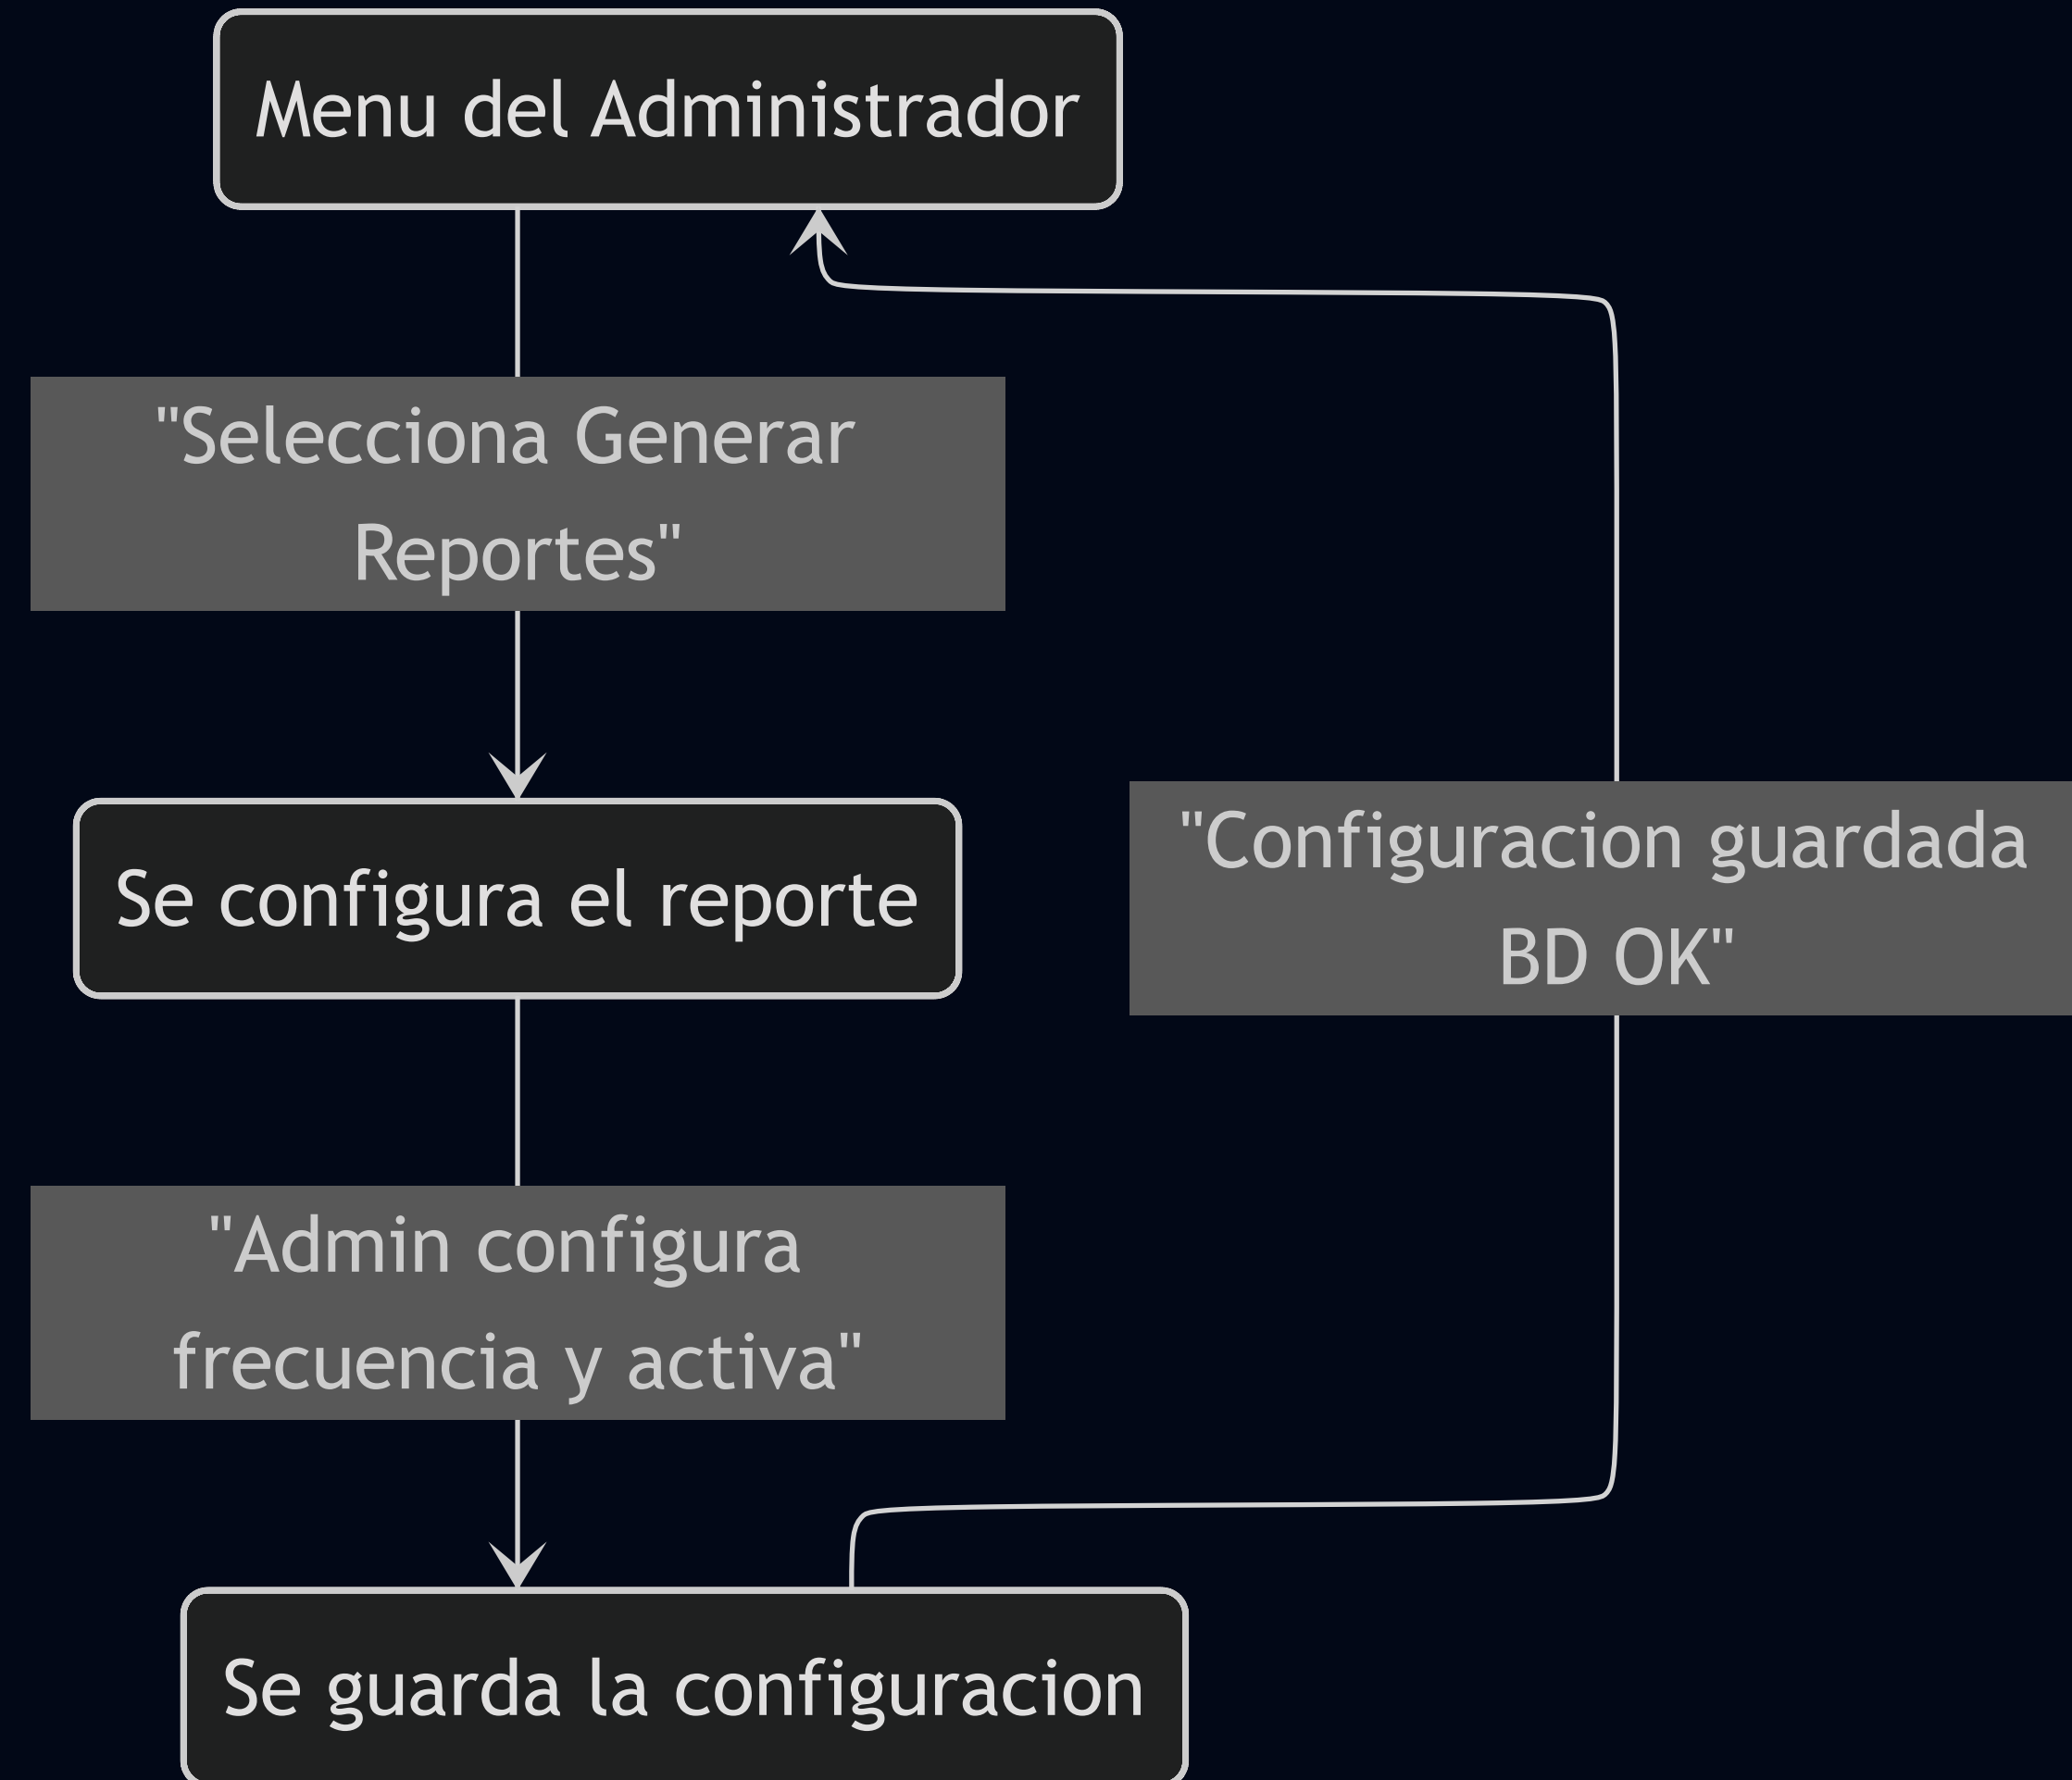 Menu del Administrador
"Selecciona Generar
Reportes"
Se configura el reporte
"Configuracion guardada
BD OK"
"Admin configura
frecuencia y activa"
Se guarda la configuracion